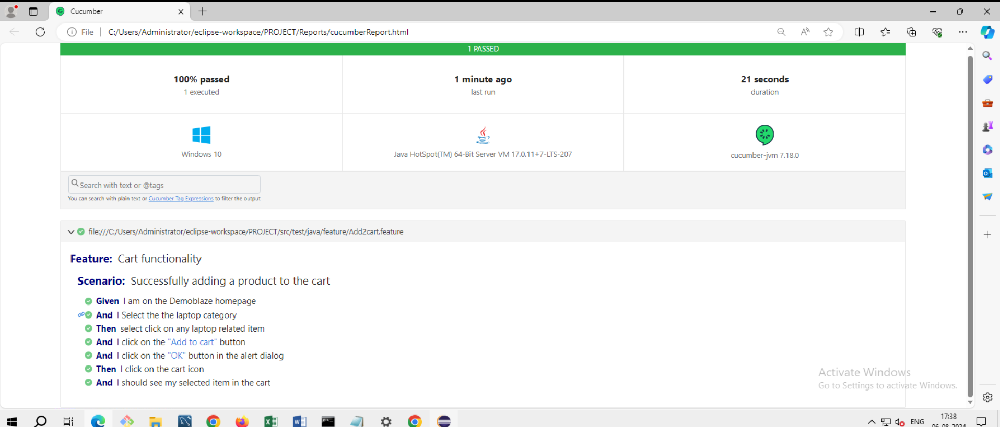 Cucumber
File
C:/Users/Administrator/eclipse-workspace/PROJECT/Reports/cucumberReport.html
1 PASSED
100% passed
1 executed
1 minute ago
last run
21 seconds
duration
Windows 10
Java HotSpot(TM) 64-Bit Server VM 17.0.11+7-LTS-207
cucumber-jvm 7.18.0
Search with text or @tags
You can search with plain text or Cucumber Tag Expressions to filter the output
file:///C:/Users/Administrator/eclipse-workspace/PROJECT/src/test/java/feature/Add2cart.feature
Feature: Cart functionality
Scenario: Successfully adding a product to the cart
Given I am on the Demoblaze homepage
And I Select the the laptop category
Then select click on any laptop related item
And I click on the "Add to cart" button
And I click on the "OK" button in the alert dialog
Then I click on the cart icon
And I should see my selected item in the cart
Activate Windows
Go to Settings to activate Windows.
ENG
17:38
06-08-2024